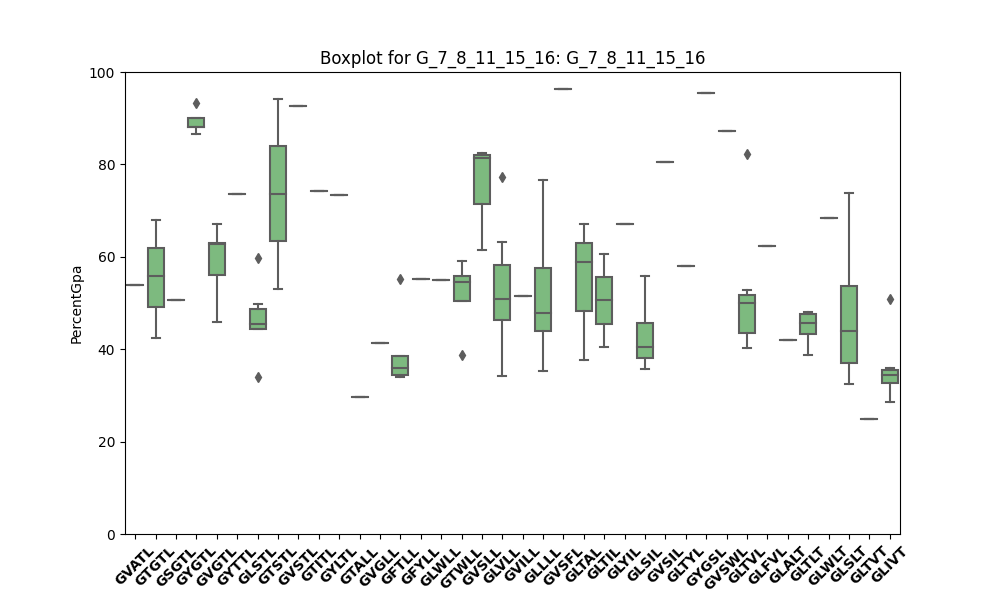 Boxplot for G_7_8_11_15_16: G_7_8_11_15_16
PercentGpa
100
80
60
40
20
0
GVATL
GTGTL
GSGTL
GYGTL
GVGTL
GYTTL
GLSTL
GTSTL
GVSTL
GTITL
GYLTL
GTALL
GVGLL
GFTLL
GFYLL
GLWLL
GTWLL
GVSLL
GLVLL
GVILL
GLLLL
GVSFL
GLTAL
GLTIL
GLYIL
GLSIL
GVSIL
GLTYL
GYGSL
GVSWL
GLTVL
GLFVL
GLALT
GLTLT
GLWLT
GLSLT
GLTVT
GLIVT